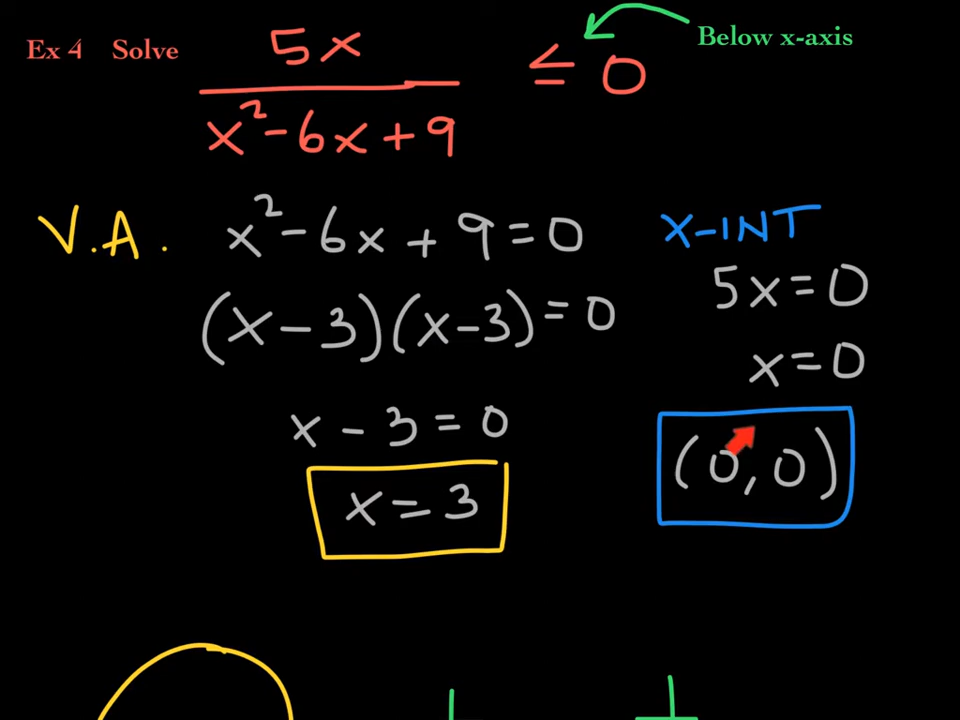 Ex 4 Solve 5x / x² - 6x + 9 ≤ 0
Below x-axis
V.A. x² - 6x + 9 = 0
(x - 3)(x - 3) = 0
x - 3 = 0
x = 3
X-INT
5x = 0
x = 0
(0, 0)